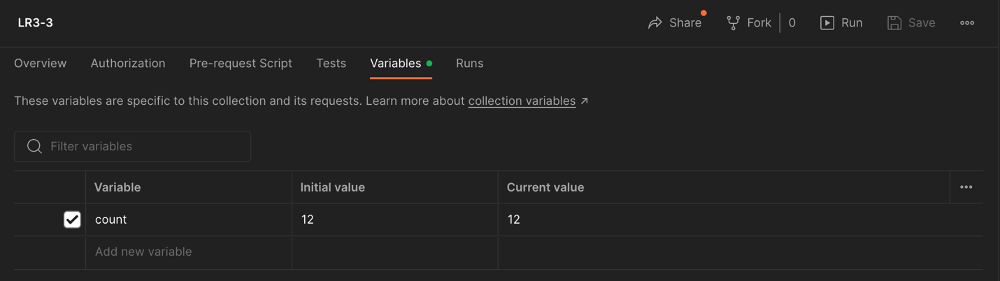 LR3-3 Share Fork 0 Run Save
Overview Authorization Pre-request Script Tests Variables Runs
These variables are specific to this collection and its requests. Learn more about collection variables ↗
Filter variables
Variable Initial value Current value
count 12 12
Add new variable